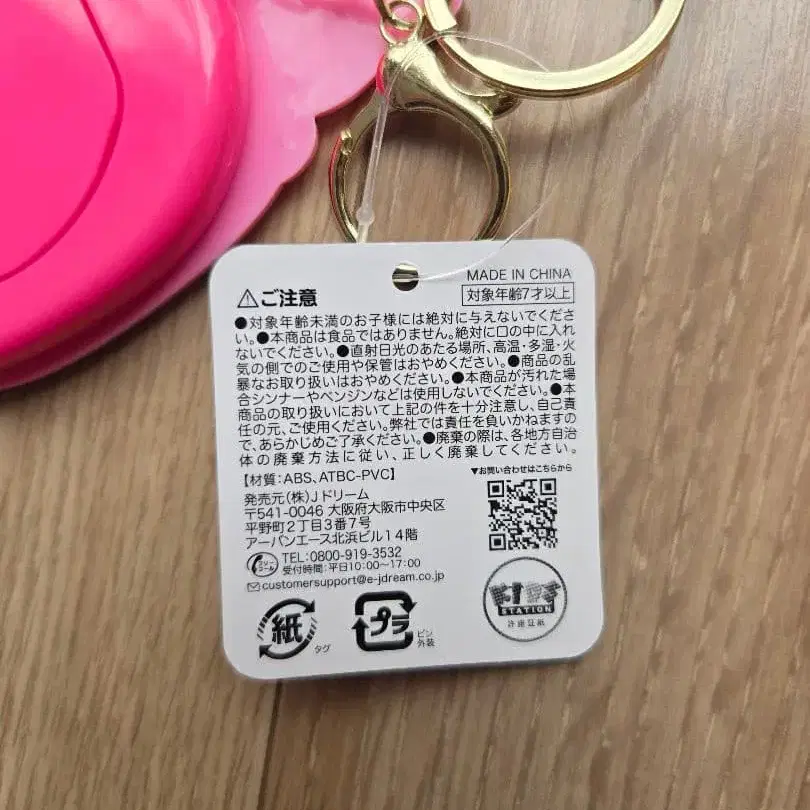 MADE IN CHINA
⚠ご注意
対象年齢7才以上
●対象年齢未満のお子様には絶対に与えないでくださ
い。●本商品は食品ではありません。絶対に口の中に入れ
ないでください。●直射日光のあたる場所、高温・多湿・火
気の側でのご使用や保管はおやめください。●商品の乱
暴なお取り扱いはおやめください。●本商品が汚れた場
合シンナーやベンジンなどは使用しないでください。●本
商品の取り扱いにおいて上記の件を十分注意し、自己責
任の元、ご使用ください。弊社では責任を負いかねますの
で、あらかじめご了承ください。●廃棄の際は、各地方自治
体の廃棄方法に従い、正しく廃棄してください。
【材質:ABS、ATBC-PVC】
▼お問い合わせはこちらから
発売元(株)Jドリーム
〒541-0046 大阪府大阪市中央区
平野町2丁目3番7号
アーバンエース北浜ビル14階
フリーコール
TEL:0800-919-3532
受付時間:平日10:00~17:00
customersupport@e-jdream.co.jp
紙
タグ
プラ
ピン
外装
KIDS
STATION
許諾証紙